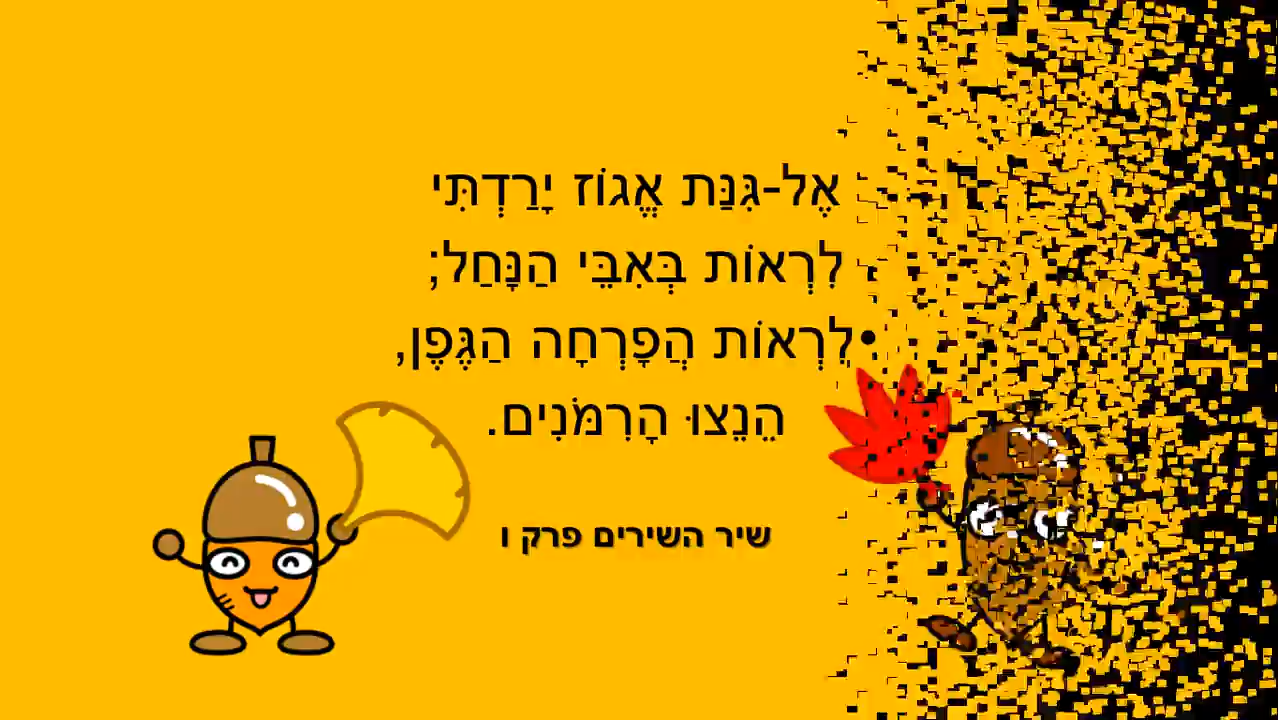 אֶל-גִּנַּת אֱגוֹז יָרַדְתִּי
לִרְאוֹת בְּאִבֵּי הַנָּחַל;
•לִרְאוֹת הֲפָרְחָה הַגֶּפֶן,
הֵנֵצוּ הָרִמֹּנִים.
שיר השירים פרק ו